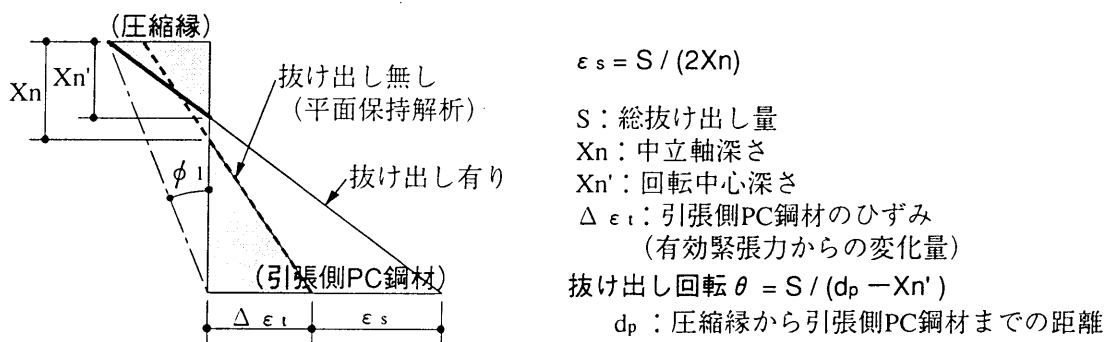 (圧縮縁)
Xn
Xn'
抜け出し無し
(平面保持解析)
抜け出し有り
φ1
(引張側PC鋼材)
Δεt
εs
εs = S / (2Xn)
S：総抜け出し量
Xn：中立軸深さ
Xn'：回転中心深さ
Δεt：引張側PC鋼材のひずみ
(有効緊張力からの変化量)
抜け出し回転θ = S / (dp －Xn' )
dp：圧縮縁から引張側PC鋼材までの距離